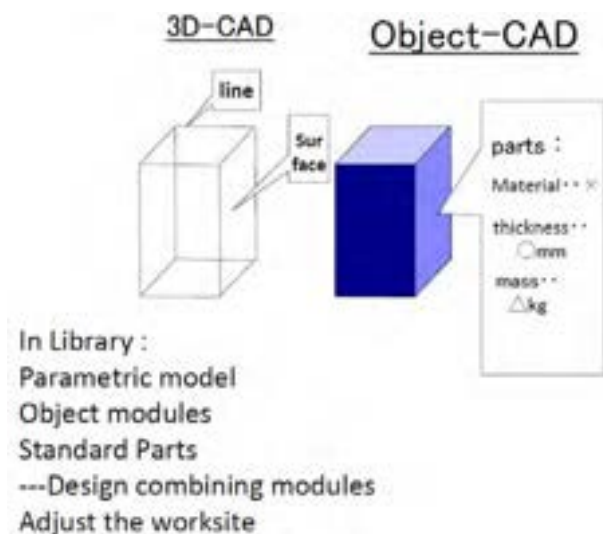 3D-CAD
Object-CAD
line
Sur
face
parts :
Material・・×
thickness・・
○mm
mass・・
△kg
In Library :
Parametric model
Object modules
Standard Parts
---Design combining modules
Adjust the worksite